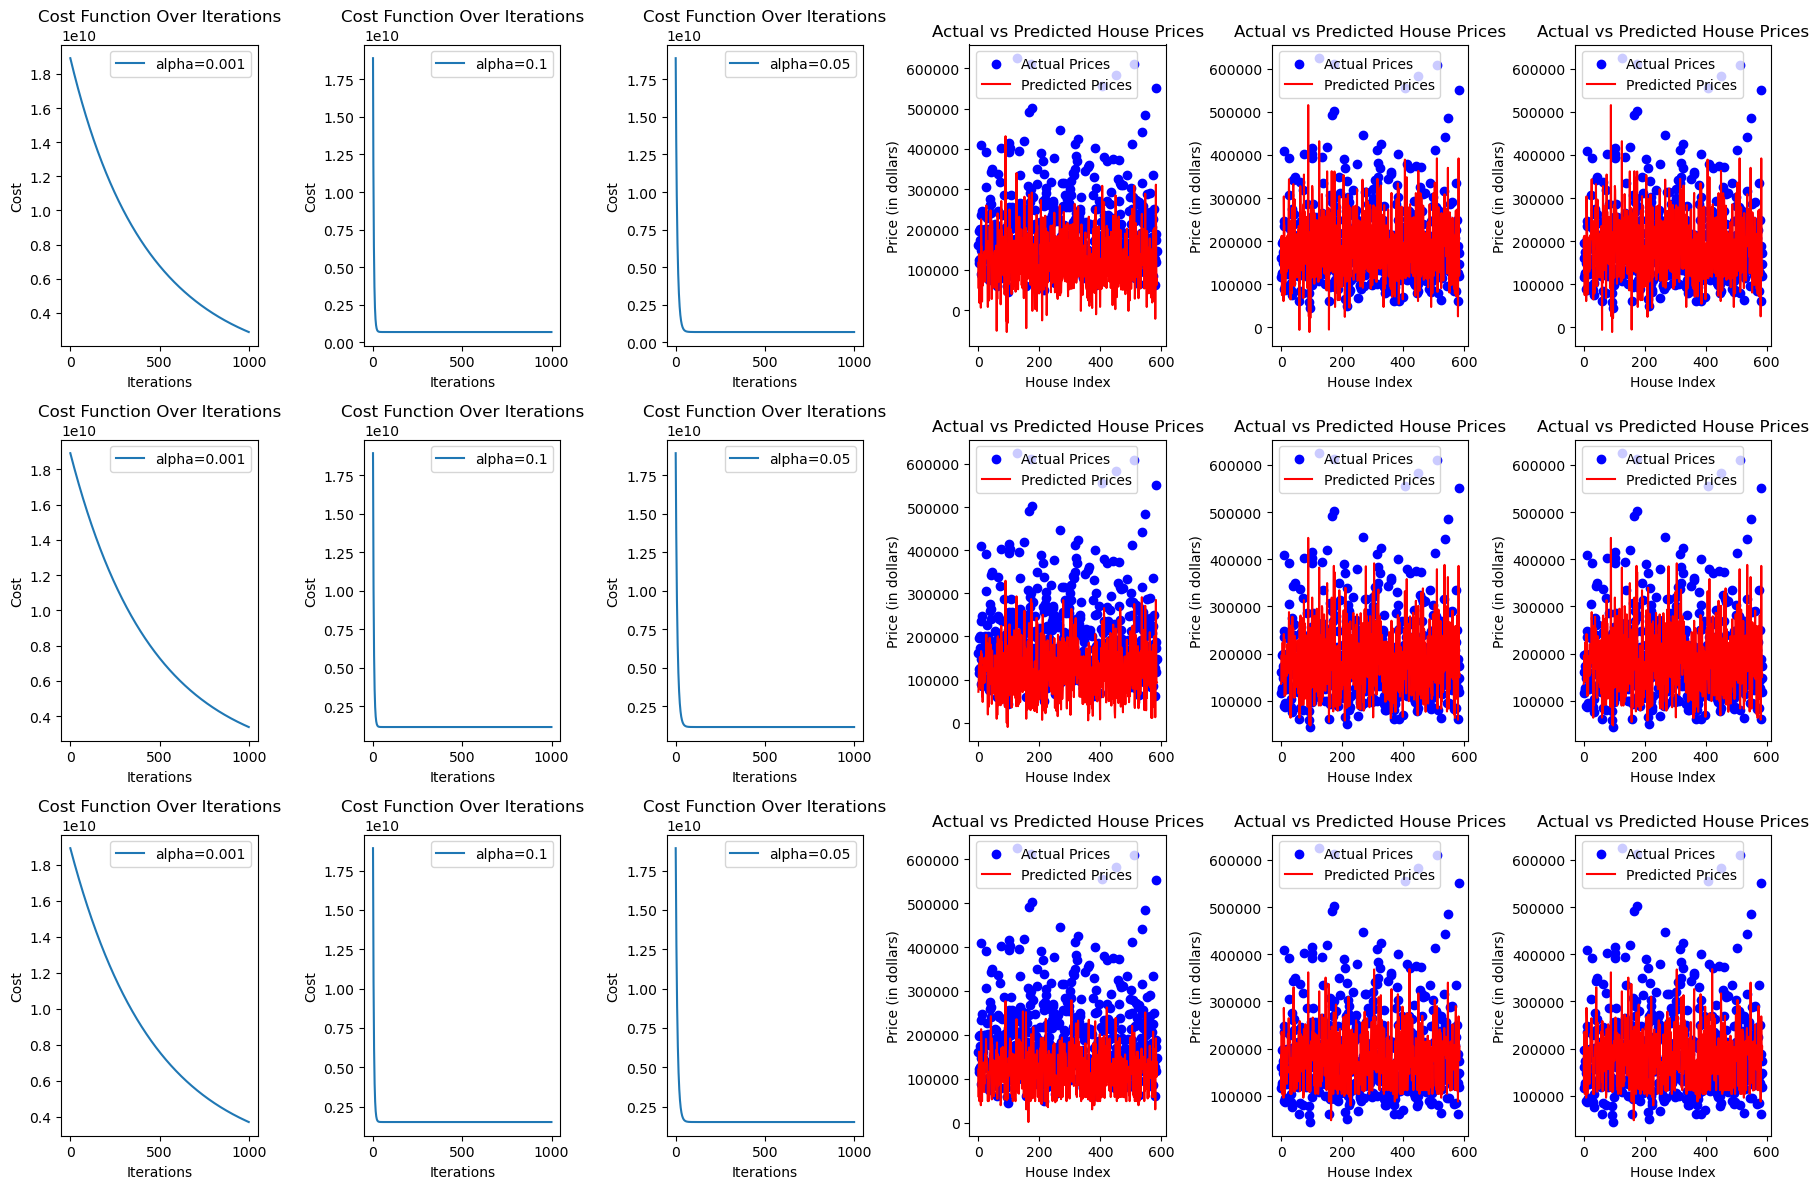 Cost Function Over Iterations
1e10
alpha=0.001
1.8
1.6
1.4
1.2
1.0
0.8
0.6
0.4
Cost
0 500 1000
Iterations
Cost Function Over Iterations
1e10
alpha=0.1
1.75
1.50
1.25
1.00
0.75
0.50
0.25
0.00
Cost
0 500 1000
Iterations
Cost Function Over Iterations
1e10
alpha=0.05
1.75
1.50
1.25
1.00
0.75
0.50
0.25
0.00
Cost
0 500 1000
Iterations
Actual vs Predicted House Prices
Actual Prices
Predicted Prices
600000
500000
400000
300000
200000
100000
0
Price (in dollars)
0 200 400 600
House Index
Actual vs Predicted House Prices
Actual Prices
Predicted Prices
600000
500000
400000
300000
200000
100000
0
Price (in dollars)
0 200 400 600
House Index
Actual vs Predicted House Prices
Actual Prices
Predicted Prices
600000
500000
400000
300000
200000
100000
0
Price (in dollars)
0 200 400 600
House Index
Cost Function Over Iterations
1e10
alpha=0.001
1.8
1.6
1.4
1.2
1.0
0.8
0.6
0.4
Cost
0 500 1000
Iterations
Cost Function Over Iterations
1e10
alpha=0.1
1.75
1.50
1.25
1.00
0.75
0.50
0.25
Cost
0 500 1000
Iterations
Cost Function Over Iterations
1e10
alpha=0.05
1.75
1.50
1.25
1.00
0.75
0.50
0.25
Cost
0 500 1000
Iterations
Actual vs Predicted House Prices
Actual Prices
Predicted Prices
600000
500000
400000
300000
200000
100000
0
Price (in dollars)
0 200 400 600
House Index
Actual vs Predicted House Prices
Actual Prices
Predicted Prices
600000
500000
400000
300000
200000
100000
Price (in dollars)
0 200 400 600
House Index
Actual vs Predicted House Prices
Actual Prices
Predicted Prices
600000
500000
400000
300000
200000
100000
Price (in dollars)
0 200 400 600
House Index
Cost Function Over Iterations
1e10
alpha=0.001
1.8
1.6
1.4
1.2
1.0
0.8
0.6
0.4
Cost
0 500 1000
Iterations
Cost Function Over Iterations
1e10
alpha=0.1
1.75
1.50
1.25
1.00
0.75
0.50
0.25
Cost
0 500 1000
Iterations
Cost Function Over Iterations
1e10
alpha=0.05
1.75
1.50
1.25
1.00
0.75
0.50
0.25
Cost
0 500 1000
Iterations
Actual vs Predicted House Prices
Actual Prices
Predicted Prices
600000
500000
400000
300000
200000
100000
0
Price (in dollars)
0 200 400 600
House Index
Actual vs Predicted House Prices
Actual Prices
Predicted Prices
600000
500000
400000
300000
200000
100000
Price (in dollars)
0 200 400 600
House Index
Actual vs Predicted House Prices
Actual Prices
Predicted Prices
600000
500000
400000
300000
200000
100000
Price (in dollars)
0 200 400 600
House Index